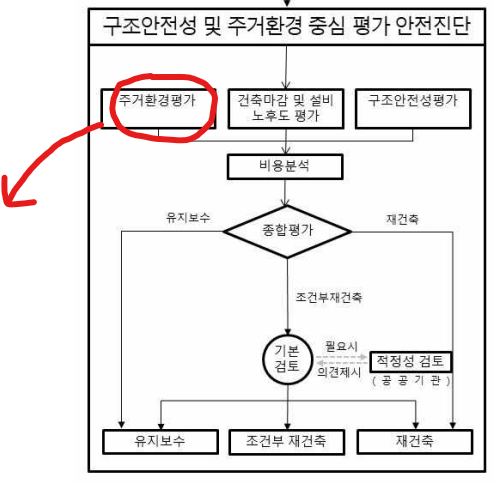 구조안전성 및 주거환경 중심 평가 안전진단
주거환경평가
건축마감 및 설비
노후도 평가
구조안전성평가
비용분석
유지보수
종합평가
재건축
조건부재건축
기본
검토
필요시
의견제시
적정성 검토
( 공 공 기 관 )
유지보수
조건부 재건축
재건축